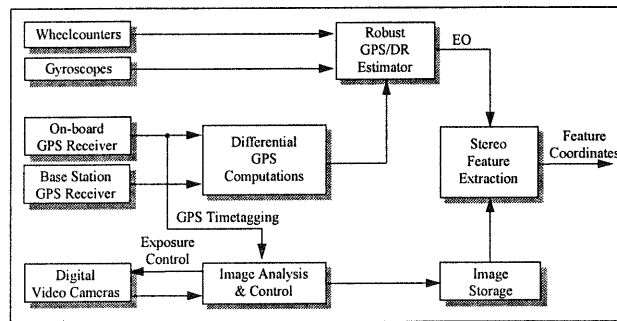 Wheelcounters
Gyroscopes
Robust
GPS/DR
Estimator
EO
On-board
GPS Receiver
Base Station
GPS Receiver
Differential
GPS
Computations
Stereo
Feature
Extraction
Feature
Coordinates
GPS Timetagging
Exposure
Control
Digital
Video Cameras
Image Analysis
& Control
Image
Storage